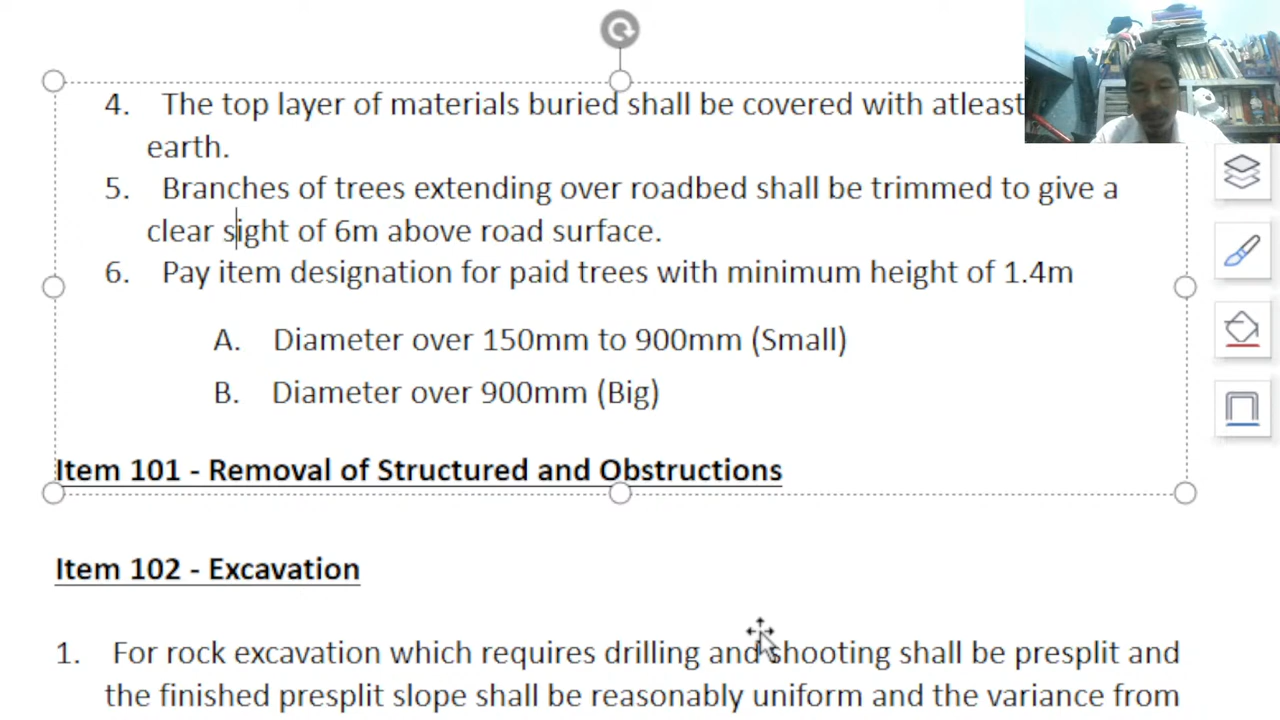 4. The top layer of materials buried shall be covered with atleast
earth.
5. Branches of trees extending over roadbed shall be trimmed to give a
clear sight of 6m above road surface.
6. Pay item designation for paid trees with minimum height of 1.4m
A. Diameter over 150mm to 900mm (Small)
B. Diameter over 900mm (Big)
Item 101 - Removal of Structured and Obstructions
Item 102 - Excavation
1. For rock excavation which requires drilling and shooting shall be presplit and
the finished presplit slope shall be reasonably uniform and the variance from